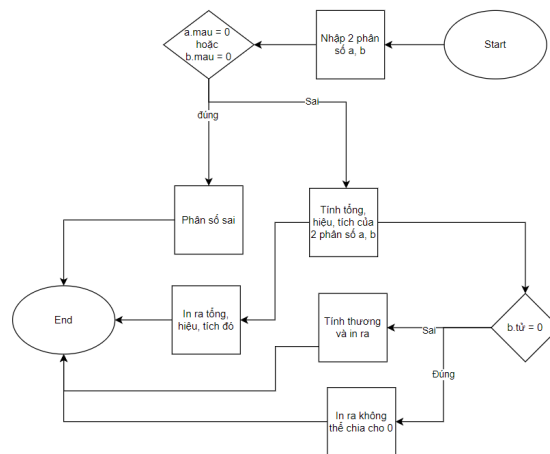 a.mau = 0
hoặc
b.mau = 0
Nhập 2 phân
số a, b
Start
Sai
đúng
Phân số sai
Tính tổng,
hiệu, tích của
2 phân số a, b
End
In ra tổng,
hiệu, tích đó
Tính thương
và in ra
Sai
b.tử = 0
Đúng
In ra không
thể chia cho 0